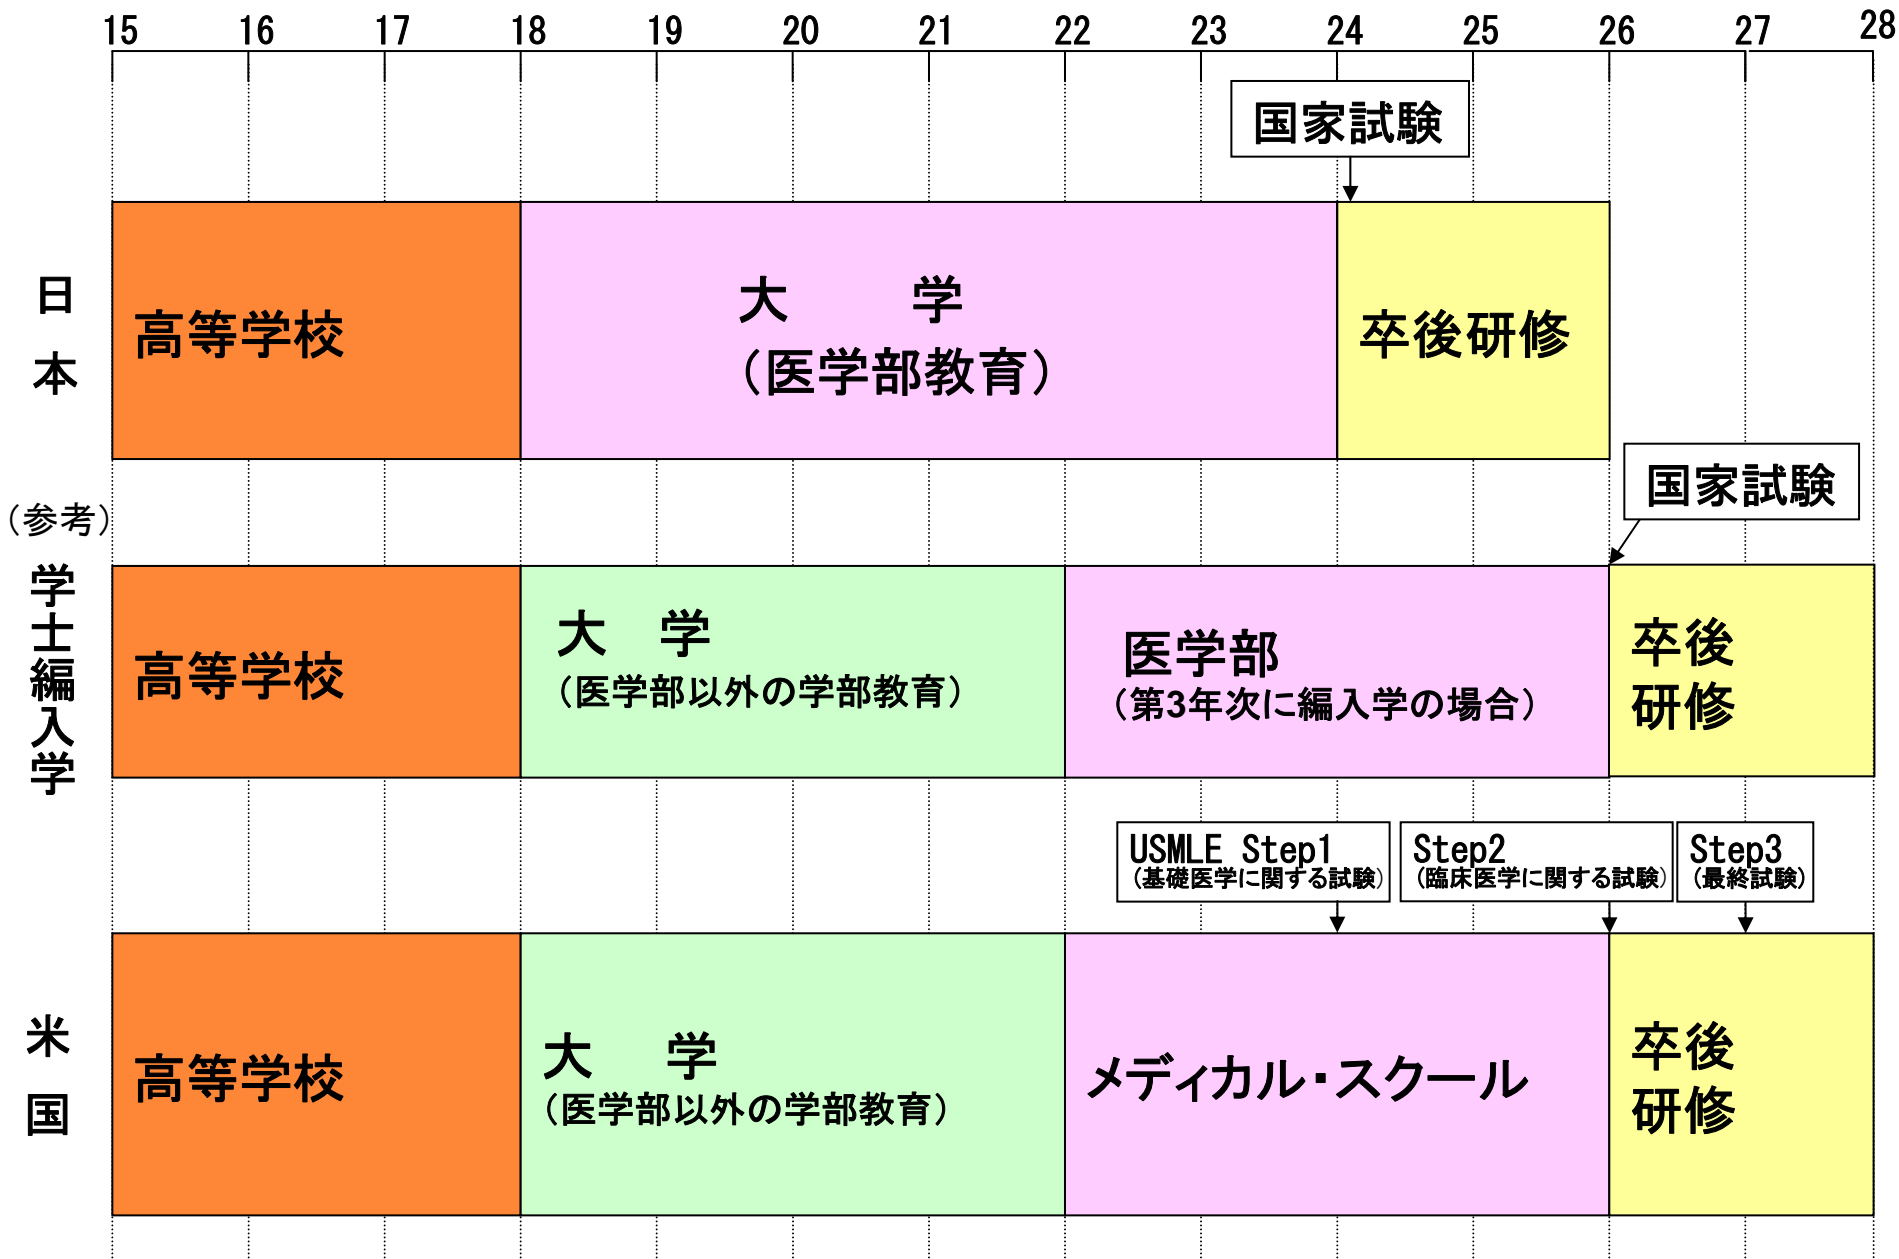 15 16 17 18 19 20 21 22 23 24 25 26 27 28
国家試験
日本
高等学校
大　学
（医学部教育）
卒後研修
国家試験
（参考）
学士編入学
高等学校
大　学
（医学部以外の学部教育）
医学部
（第3年次に編入学の場合）
卒後
研修
USMLE Step1
（基礎医学に関する試験）
Step2
（臨床医学に関する試験）
Step3
（最終試験）
米国
高等学校
大　学
（医学部以外の学部教育）
メディカル・スクール
卒後
研修